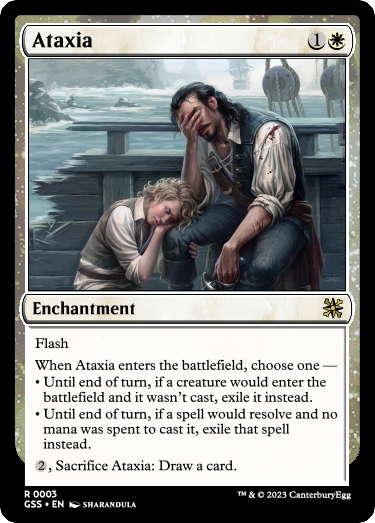 Ataxia 1
Enchantment
Flash
When Ataxia enters the battlefield, choose one —
• Until end of turn, if a creature would enter the
battlefield and it wasn't cast, exile it instead.
• Until end of turn, if a spell would resolve and no
mana was spent to cast it, exile that spell
instead.
2, Sacrifice Ataxia: Draw a card.
R 0003
GSS • EN SHARANDULA
™ & © 2023 CanterburyEgg